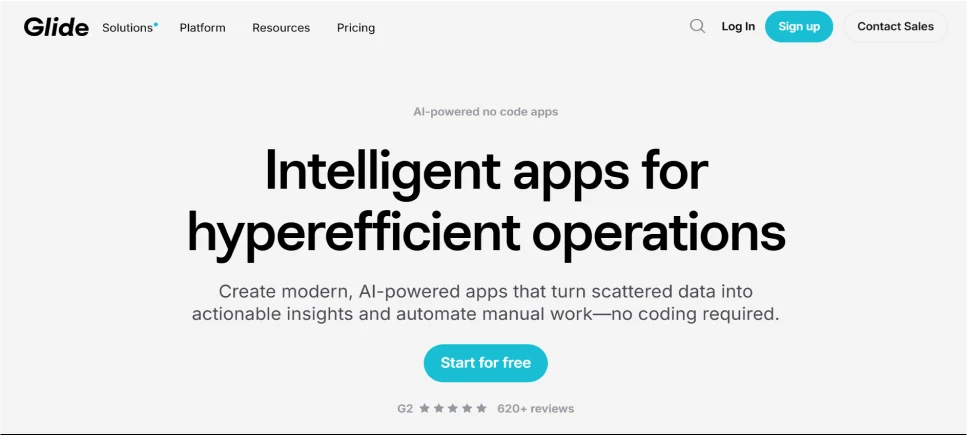 Glide
Solutions
Platform
Resources
Pricing
Log In
Sign up
Contact Sales
AI-powered no code apps
Intelligent apps for
hyperefficient operations
Create modern, AI-powered apps that turn scattered data into
actionable insights and automate manual work—no coding required.
Start for free
G2 ★★★★★ 620+ reviews